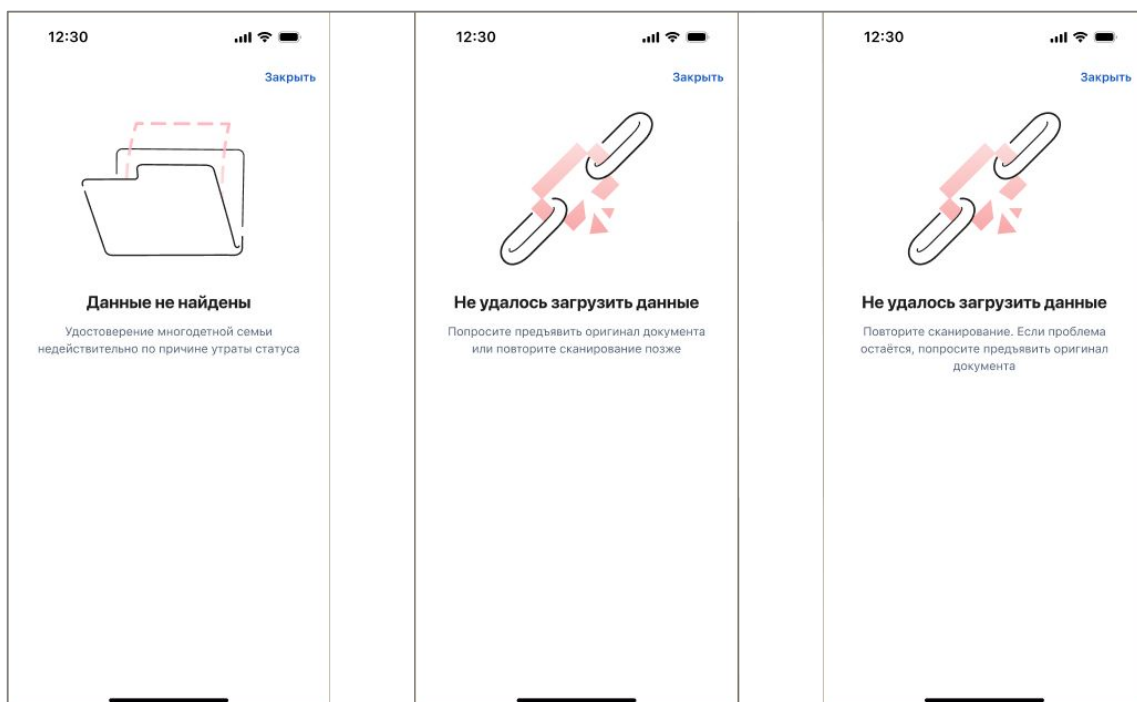 12:30
Закрыть
Данные не найдены
Удостоверение многодетной семьи
недействительно по причине утраты статуса
12:30
Закрыть
Не удалось загрузить данные
Попросите предъявить оригинал документа
или повторите сканирование позже
12:30
Закрыть
Не удалось загрузить данные
Повторите сканирование. Если проблема
остаётся, попросите предъявить оригинал
документа